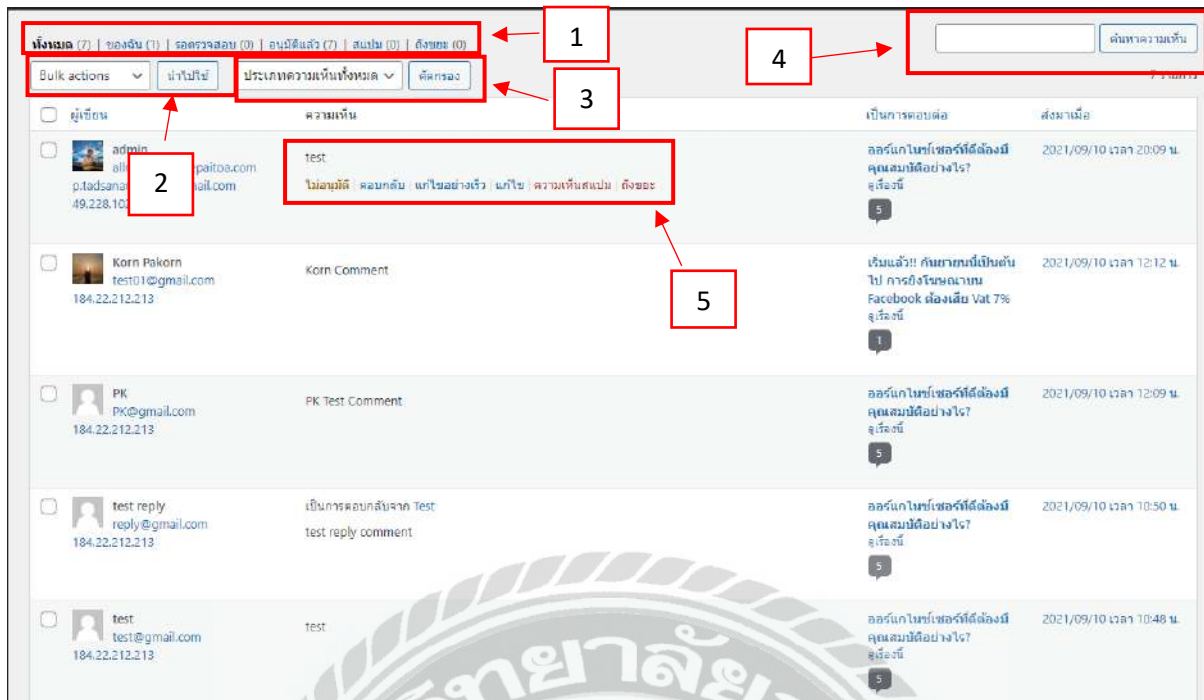 ทั้งหมด (7) | ของฉัน (1) | รอตรวจสอบ (0) | อนุมัติแล้ว (7) | สแปม (0) | ถังขยะ (0)
1
4
ค้นหาความเห็น
Bulk actions
นำไปใช้
ประเภทความเห็นทั้งหมด
คัดกรอง
7 รายการ
2
3
ผู้เขียน
ความเห็น
เป็นการตอบต่อ
ส่งมาเมื่อ
admin
paitoa.com
49.228.10
test
ไม่อนุมัติ | ตอบกลับ | แก้ไขอย่างเร็ว | แก้ไข | ความเห็นสแปม | ถังขยะ
ออร์แกไนซ์เซอร์ที่ดีต้องมี
คุณสมบัติอย่างไร?
ดูเรื่องนี้
5
2021/09/10 เวลา 20:09 น.
5
Korn Pakorn
test01@gmail.com
184.22.212.213
Korn Comment
เริ่มแล้ว!! กันยายนนี้เป็นต้น
ไป การยิงโฆษณาบน
Facebook ต้องเสีย Vat 7%
ดูเรื่องนี้
1
2021/09/10 เวลา 12:12 น.
PK
PK@gmail.com
184.22.212.213
PK Test Comment
ออร์แกไนซ์เซอร์ที่ดีต้องมี
คุณสมบัติอย่างไร?
ดูเรื่องนี้
5
2021/09/10 เวลา 12:09 น.
test reply
reply@gmail.com
184.22.212.213
เป็นการตอบกลับจาก Test
test reply comment
ออร์แกไนซ์เซอร์ที่ดีต้องมี
คุณสมบัติอย่างไร?
ดูเรื่องนี้
5
2021/09/10 เวลา 10:50 น.
test
test@gmail.com
184.22.212.213
test
ออร์แกไนซ์เซอร์ที่ดีต้องมี
คุณสมบัติอย่างไร?
ดูเรื่องนี้
5
2021/09/10 เวลา 10:48 น.